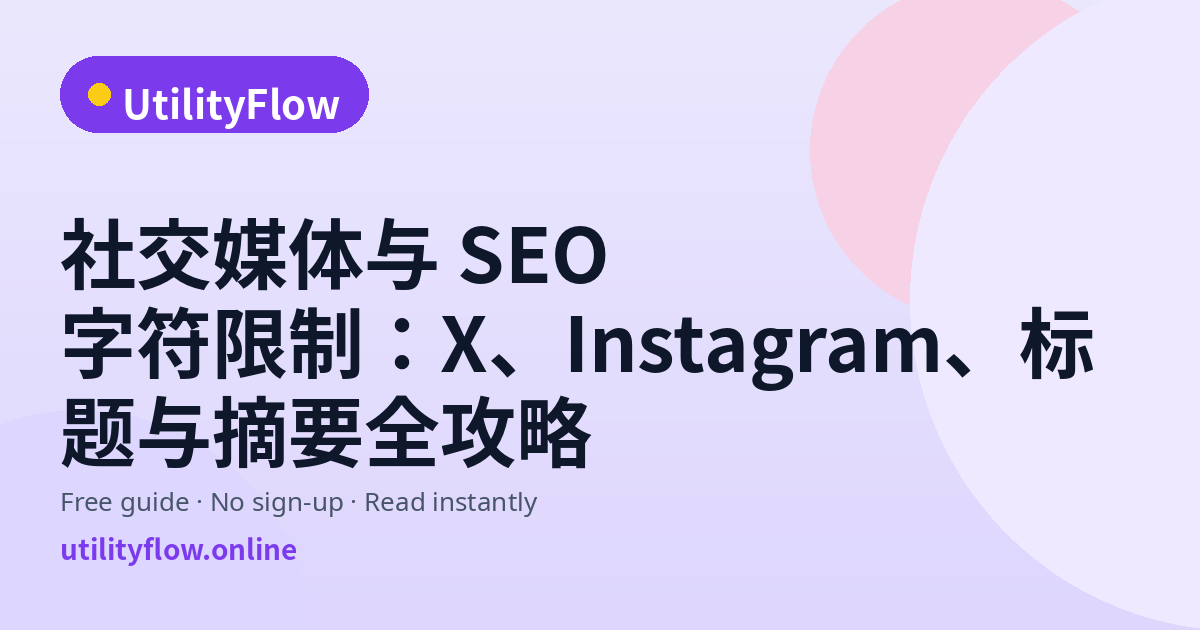 UtilityFlow
社交媒体与 SEO
字符限制：X、Instagram、标
题与摘要全攻略
Free guide · No sign-up · Read instantly
utilityflow.online